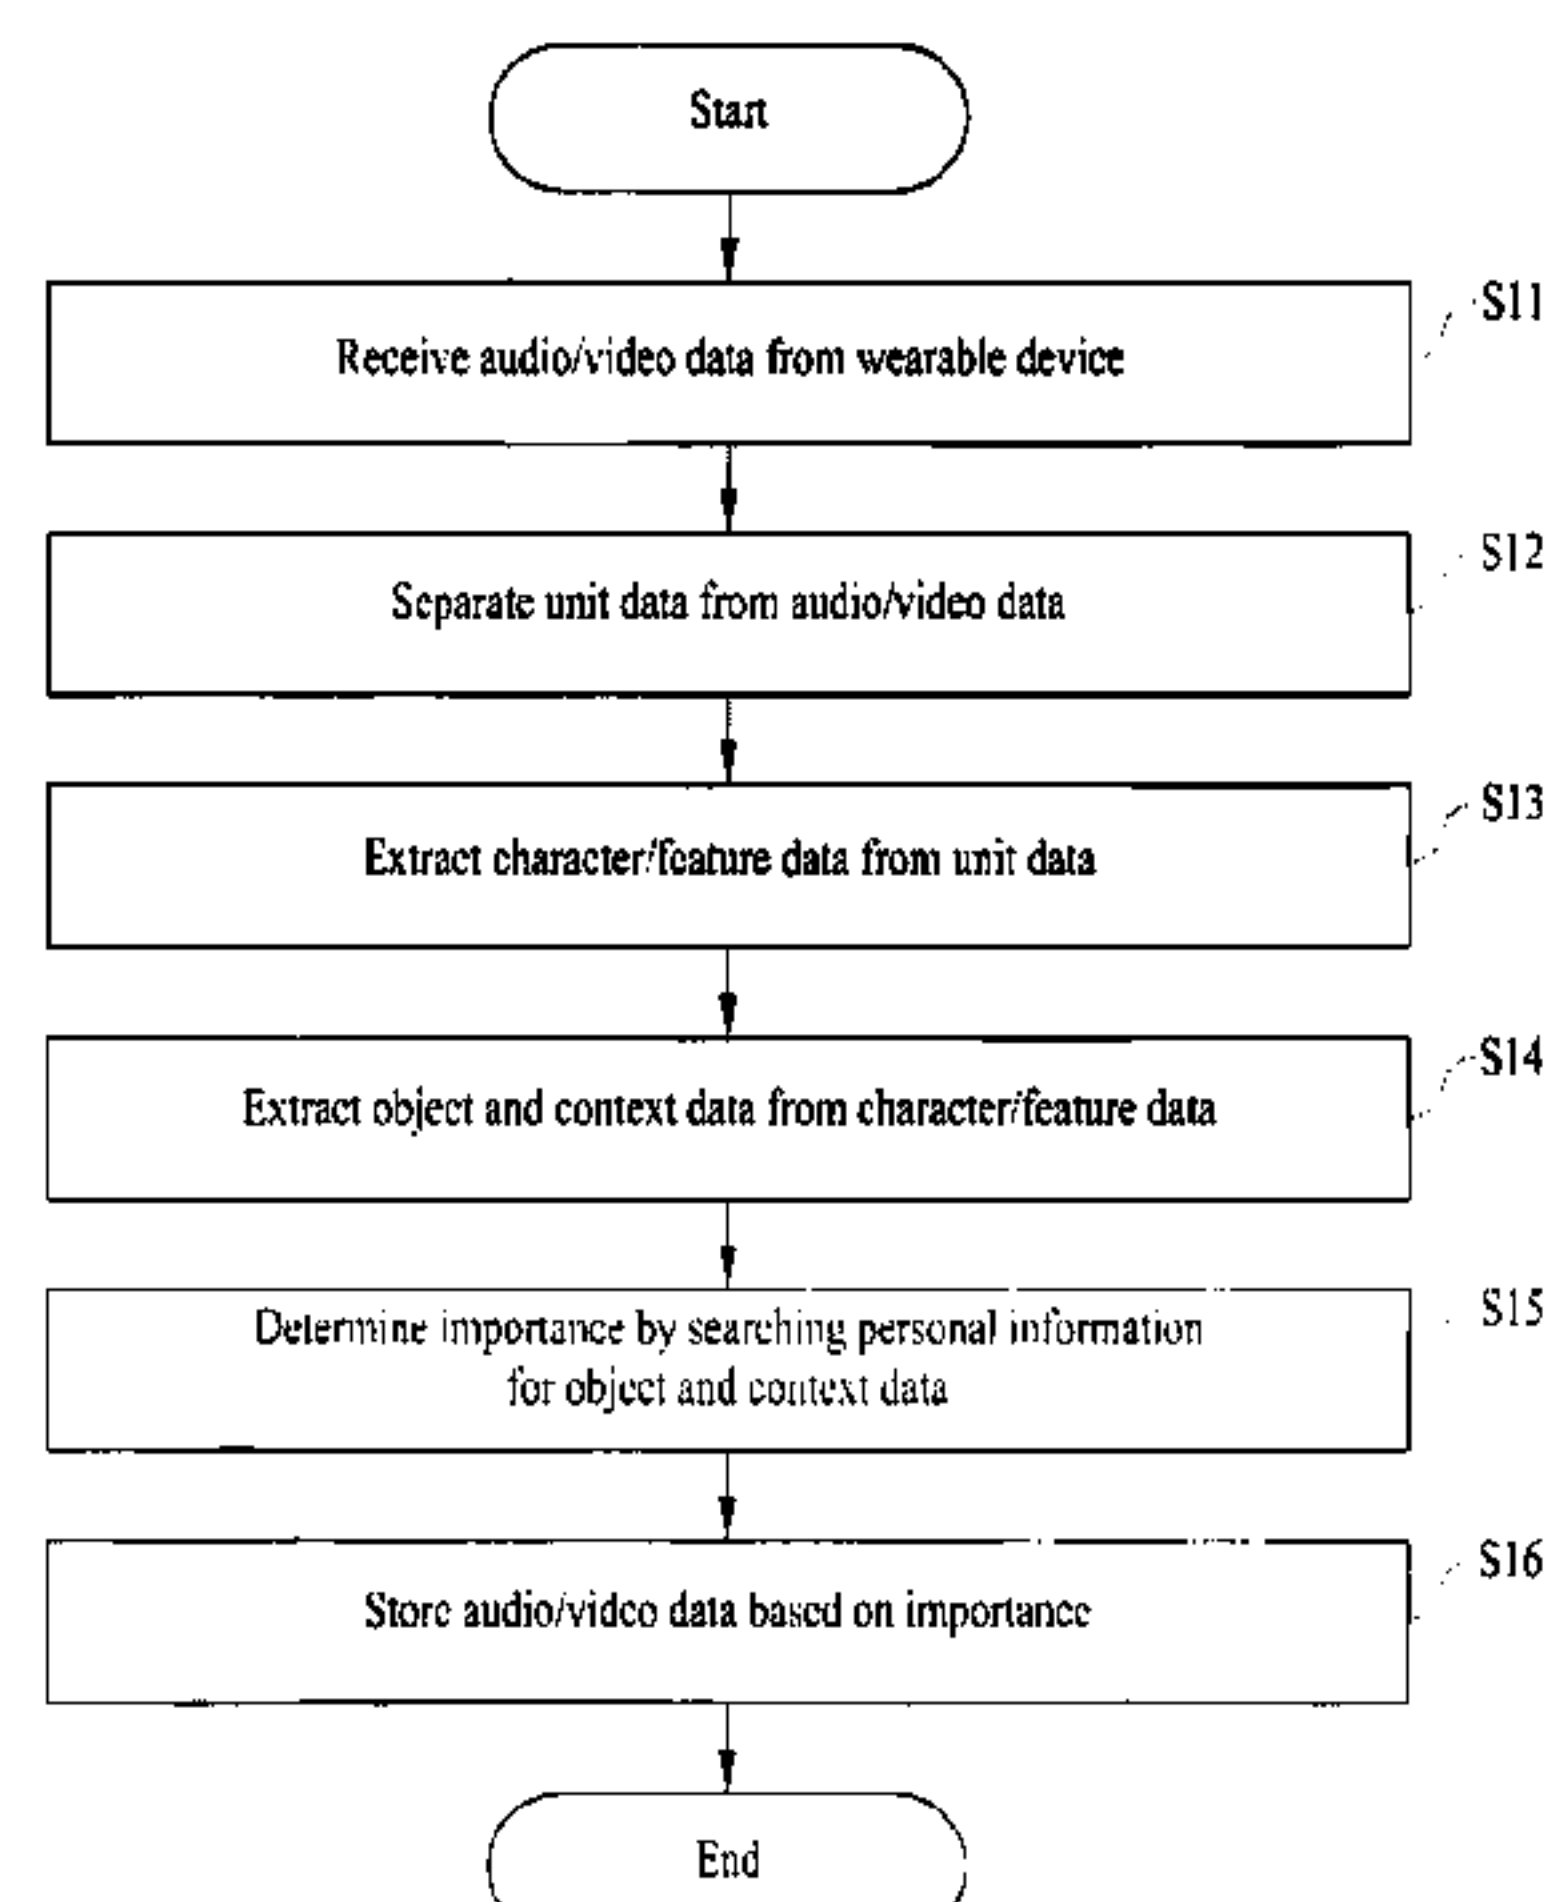 Start
S11
Receive audio/video data from wearable device
S12
Separate unit data from audio/video data
S13
Extract character/feature data from unit data
S14
Extract object and context data from character/feature data
S15
Determine importance by searching personal information
for object and context data
S16
Store audio/video data based on importance
End